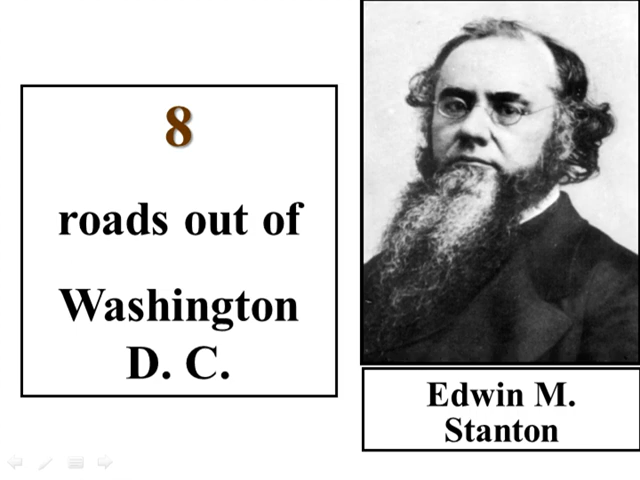 8
roads out of
Washington
D. C.
Edwin M.
Stanton